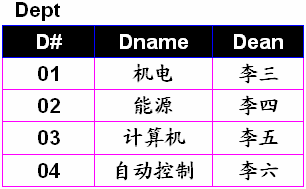 Dept
D# Dname Dean
01 机电 李三
02 能源 李四
03 计算机 李五
04 自动控制 李六